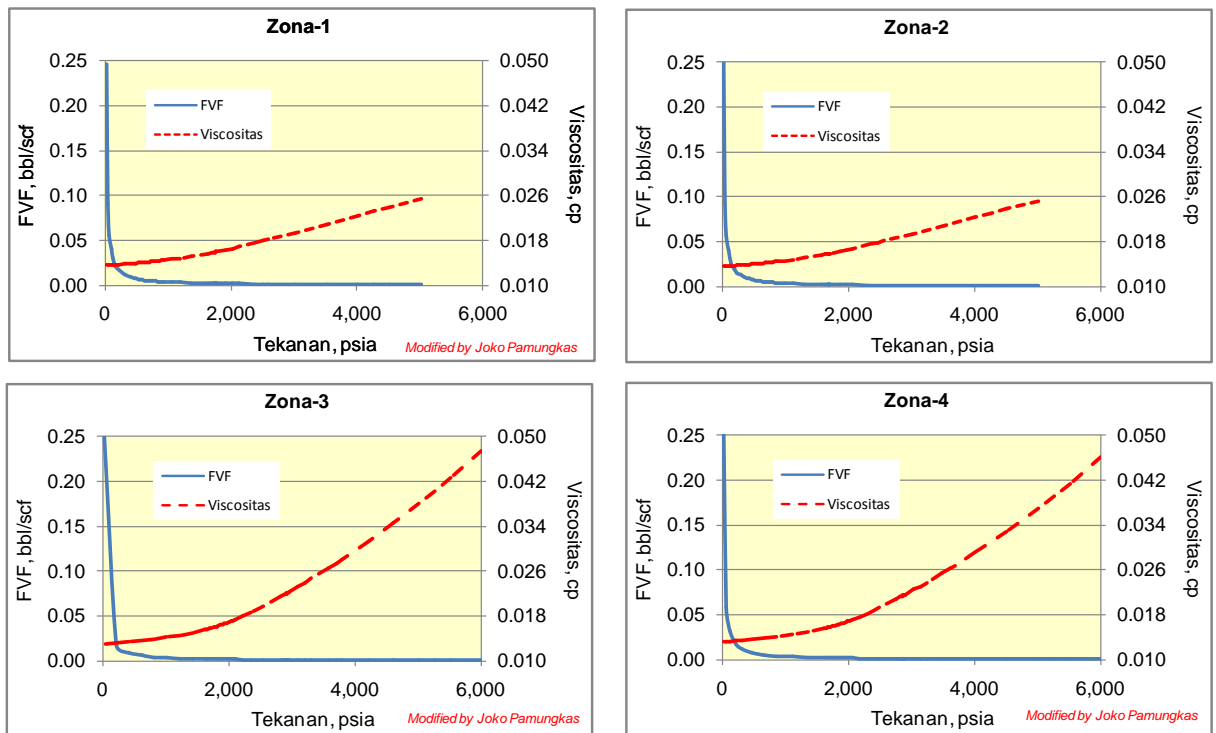 Zona-1
0.25
0.20
0.15
0.10
0.05
0.00
FVF, bbl/scf
FVF
Viscositas
0.050
0.042
0.034
0.026
0.018
0.010
Viscositas, cp
0
2,000
4,000
6,000
Tekanan, psia
Modified by Joko Pamungkas
Zona-2
0.25
0.20
0.15
0.10
0.05
0.00
FVF, bbl/scf
FVF
Viscositas
0.050
0.042
0.034
0.026
0.018
0.010
Viscositas, cp
0
2,000
4,000
6,000
Tekanan, psia
Zona-3
0.25
0.20
0.15
0.10
0.05
0.00
FVF, bbl/scf
FVF
Viscositas
0.050
0.042
0.034
0.026
0.018
0.010
Viscositas, cp
0
2,000
4,000
6,000
Tekanan, psia
Modified by Joko Pamungkas
Zona-4
0.25
0.20
0.15
0.10
0.05
0.00
FVF, bbl/scf
FVF
Viscositas
0.050
0.042
0.034
0.026
0.018
0.010
Viscositas, cp
0
2,000
4,000
6,000
Tekanan, psia
Modified by Joko Pamungkas